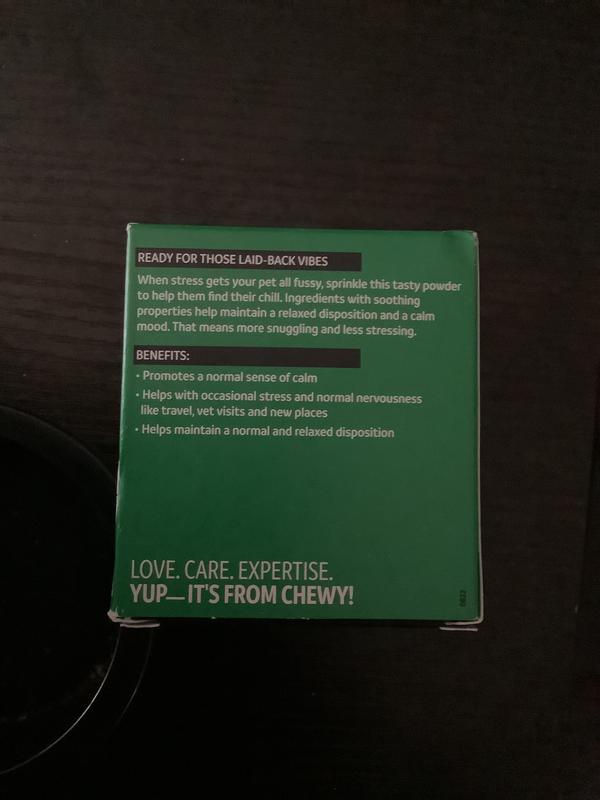 READY FOR THOSE LAID-BACK VIBES
When stress gets your pet all fussy, sprinkle this tasty powder
to help them find their chill. Ingredients with soothing
properties help maintain a relaxed disposition and a calm
mood. That means more snuggling and less stressing.
BENEFITS:
• Promotes a normal sense of calm
• Helps with occasional stress and normal nervousness
like travel, vet visits and new places
• Helps maintain a normal and relaxed disposition
LOVE. CARE. EXPERTISE.
YUP—IT'S FROM CHEWY!